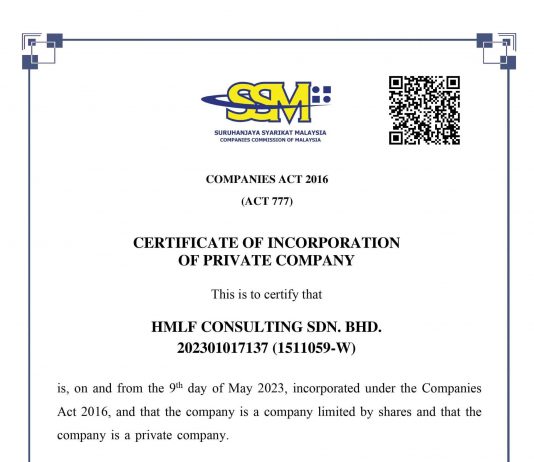 SSM
SURUHANJAYA SYARIKAT MALAYSIA
COMPANIES COMMISSION OF MALAYSIA
COMPANIES ACT 2016
(ACT 777)
CERTIFICATE OF INCORPORATION
OF PRIVATE COMPANY
This is to certify that
HMLF CONSULTING SDN. BHD.
202301017137 (1511059-W)
is, on and from the 9th day of May 2023, incorporated under the Companies
Act 2016, and that the company is a company limited by shares and that the
company is a private company.